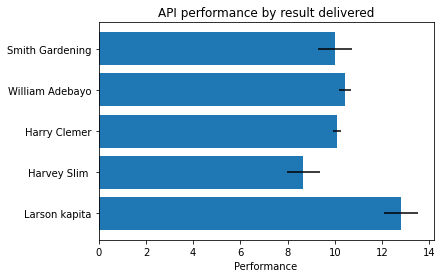 API performance by result delivered
Smith Gardening
William Adebayo
Harry Clemer
Harvey Slim
Larson kapita
0 2 4 6 8 10 12 14
Performance